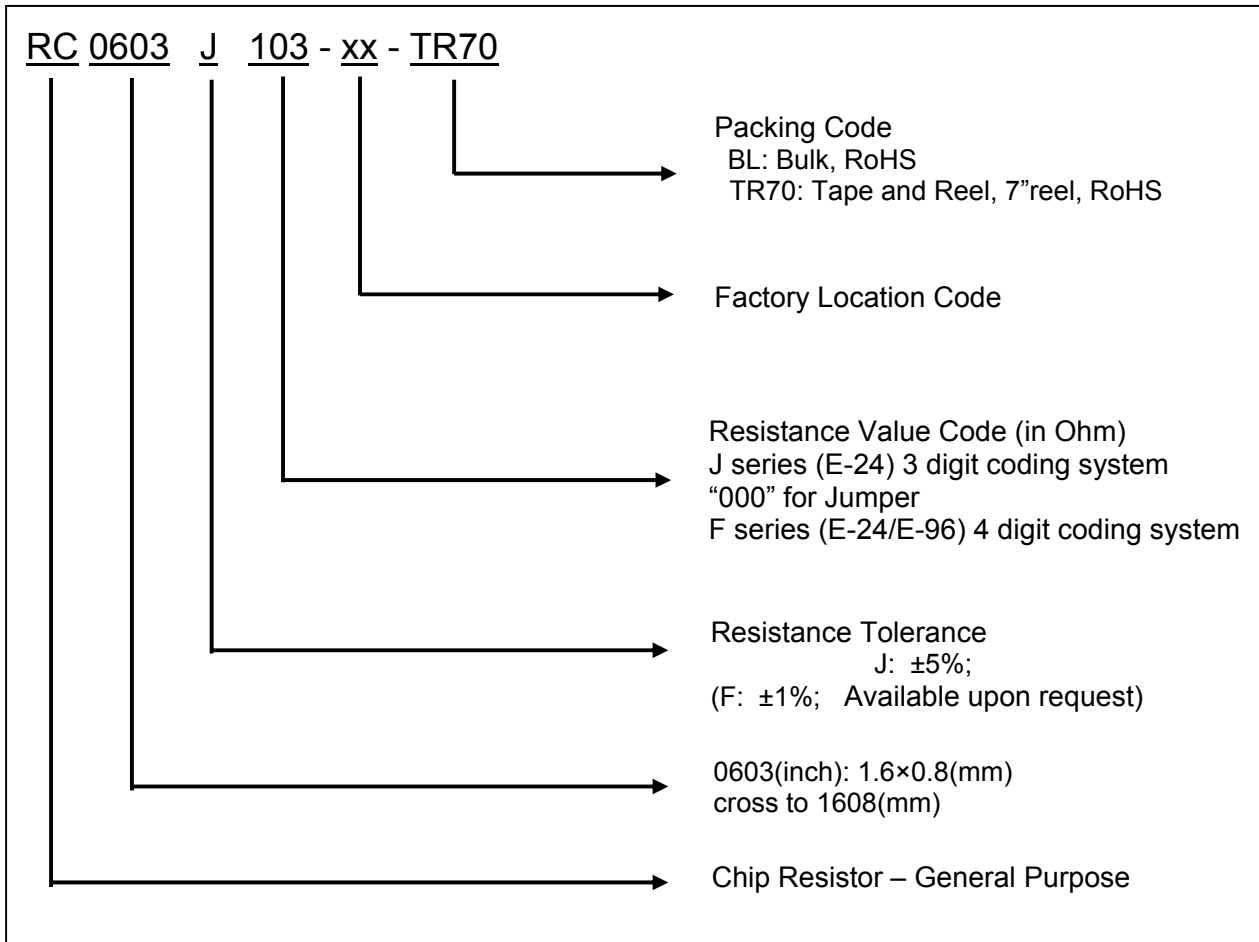 RC 0603 J 103 - xx - TR70
Packing Code
BL: Bulk, RoHS
TR70: Tape and Reel, 7”reel, RoHS
Factory Location Code
Resistance Value Code (in Ohm)
J series (E-24) 3 digit coding system
“000” for Jumper
F series (E-24/E-96) 4 digit coding system
Resistance Tolerance
J: ±5%;
(F: ±1%; Available upon request)
0603(inch): 1.6×0.8(mm)
cross to 1608(mm)
Chip Resistor – General Purpose